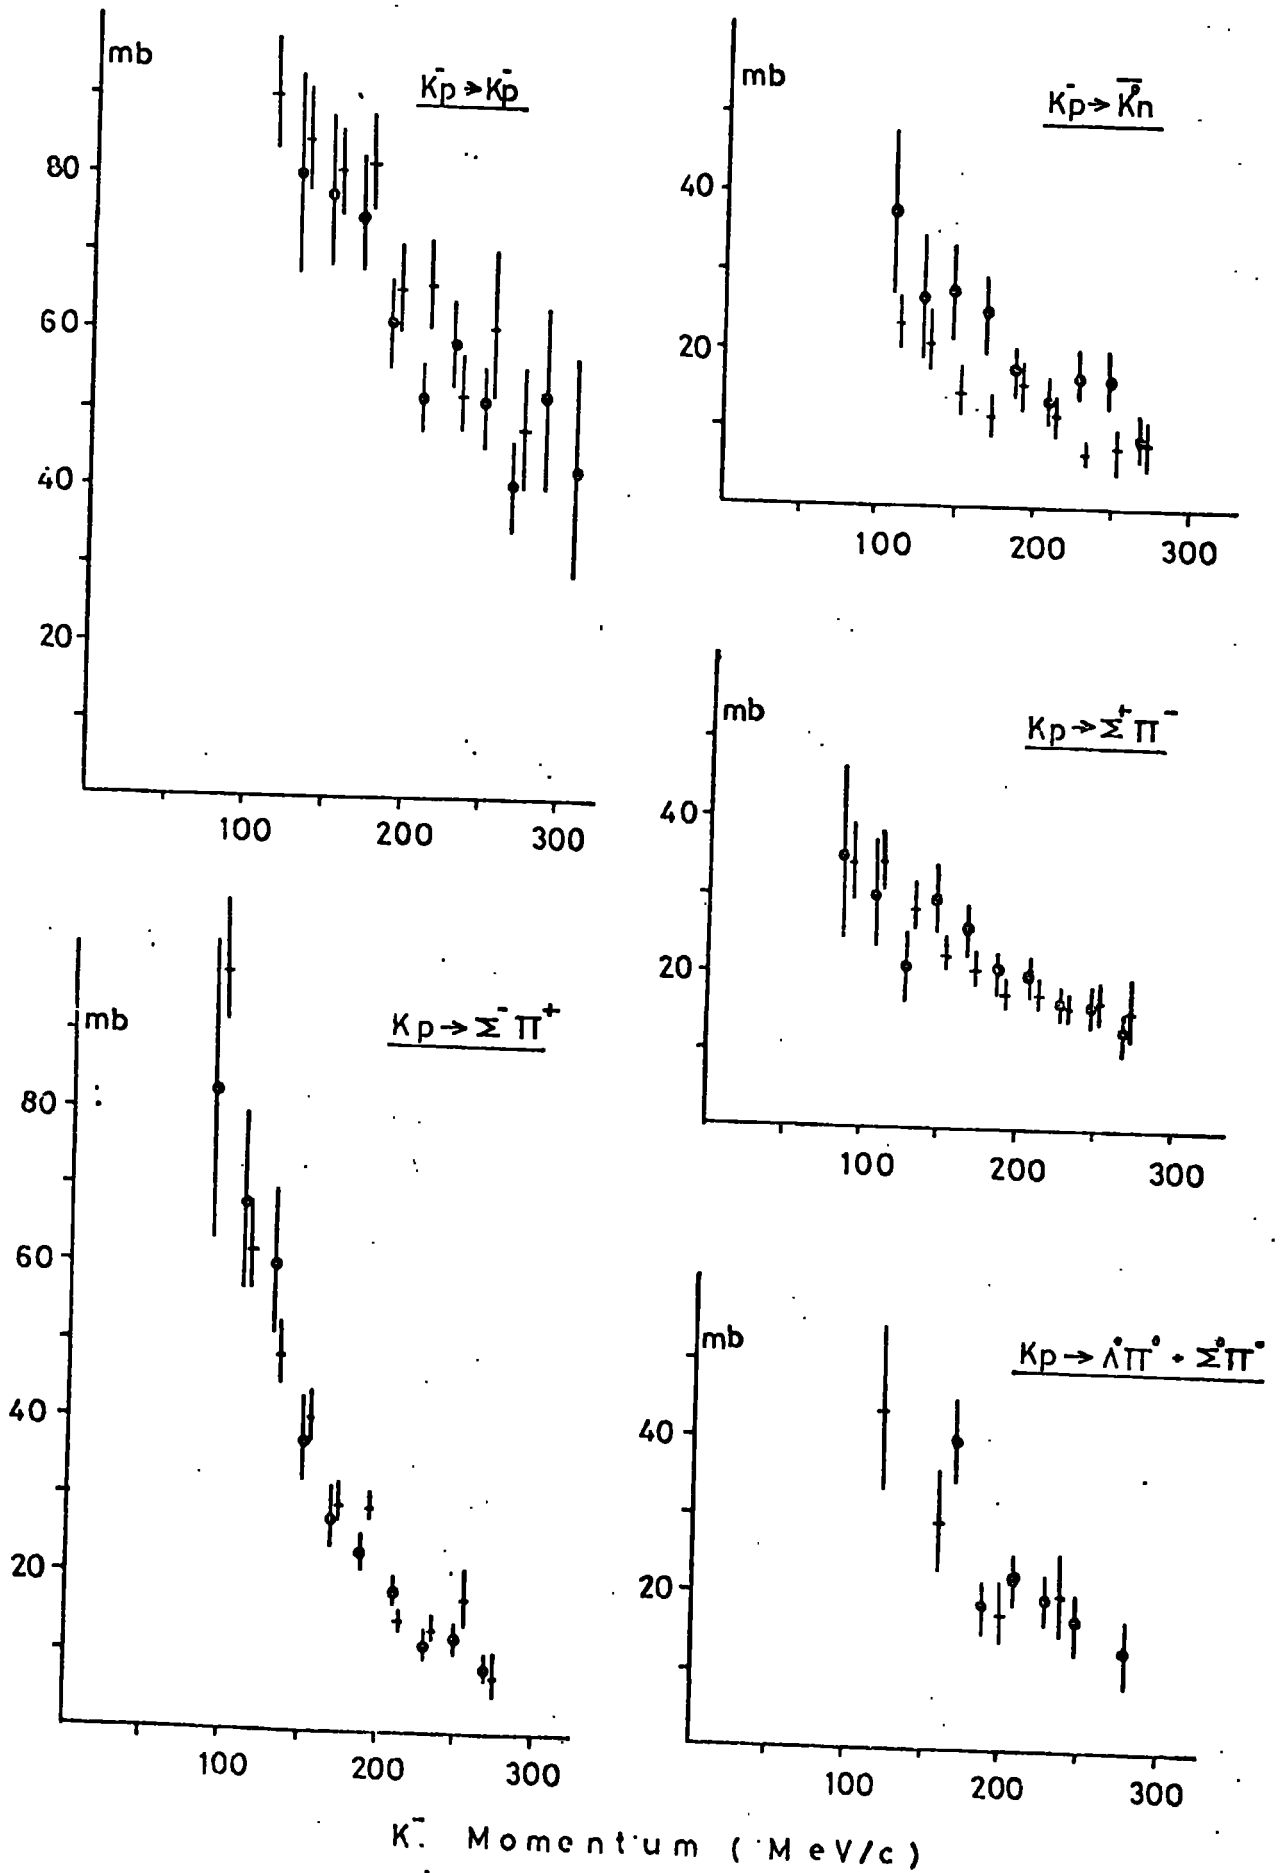 mb
K⁻p → K⁻p
80
60
40
20
100 200 300
mb
K⁻p → K̅⁰n
40
20
100 200 300
mb
Kp → Σ⁺ Π⁻
40
20
100 200 300
mb
Kp → Σ⁻ Π⁺
80
60
40
20
100 200 300
mb
Kp → Λ⁰Π⁰ + Σ⁰Π⁰
40
20
100 200 300
K⁻ Momentum (MeV/c)